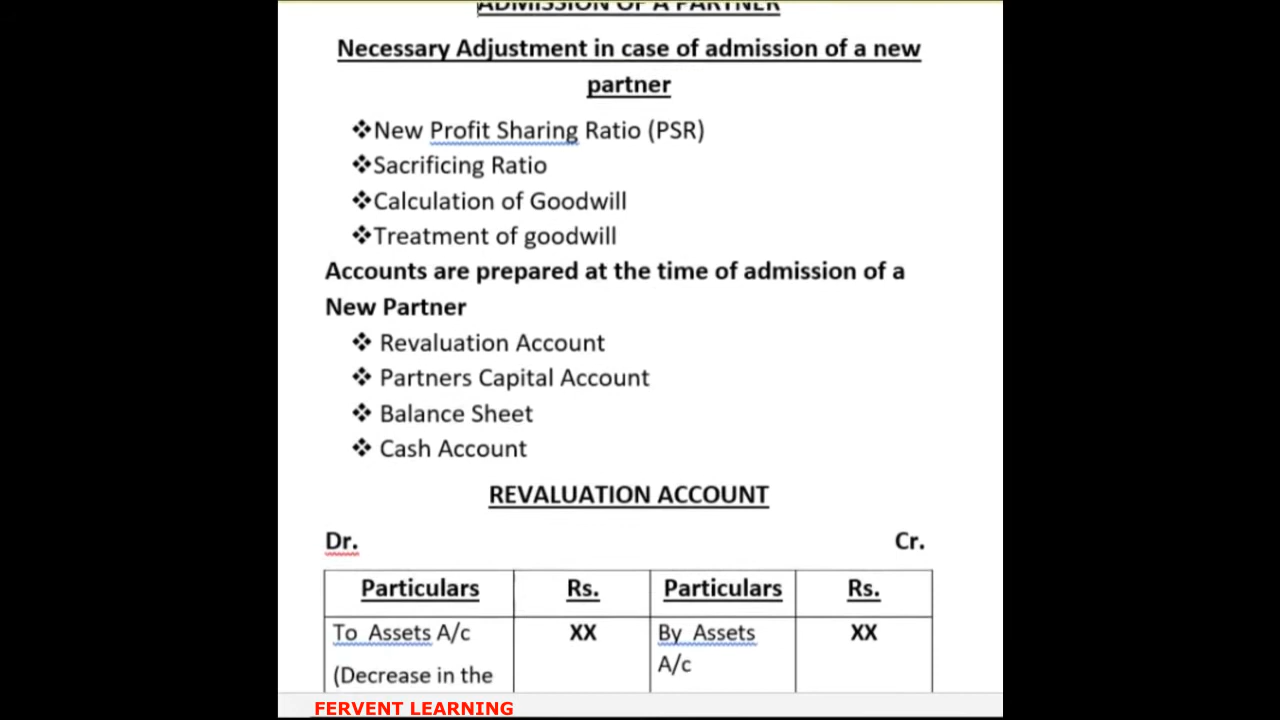 ADMISSION OF A PARTNER
Necessary Adjustment in case of admission of a new
partner
❖New Profit Sharing Ratio (PSR)
❖Sacrificing Ratio
❖Calculation of Goodwill
❖Treatment of goodwill
Accounts are prepared at the time of admission of a
New Partner
❖ Revaluation Account
❖ Partners Capital Account
❖ Balance Sheet
❖ Cash Account
REVALUATION ACCOUNT
Dr. Cr.
Particulars Rs. Particulars Rs.
To Assets A/c XX By Assets XX
A/c
(Decrease in the
FERVENT LEARNING